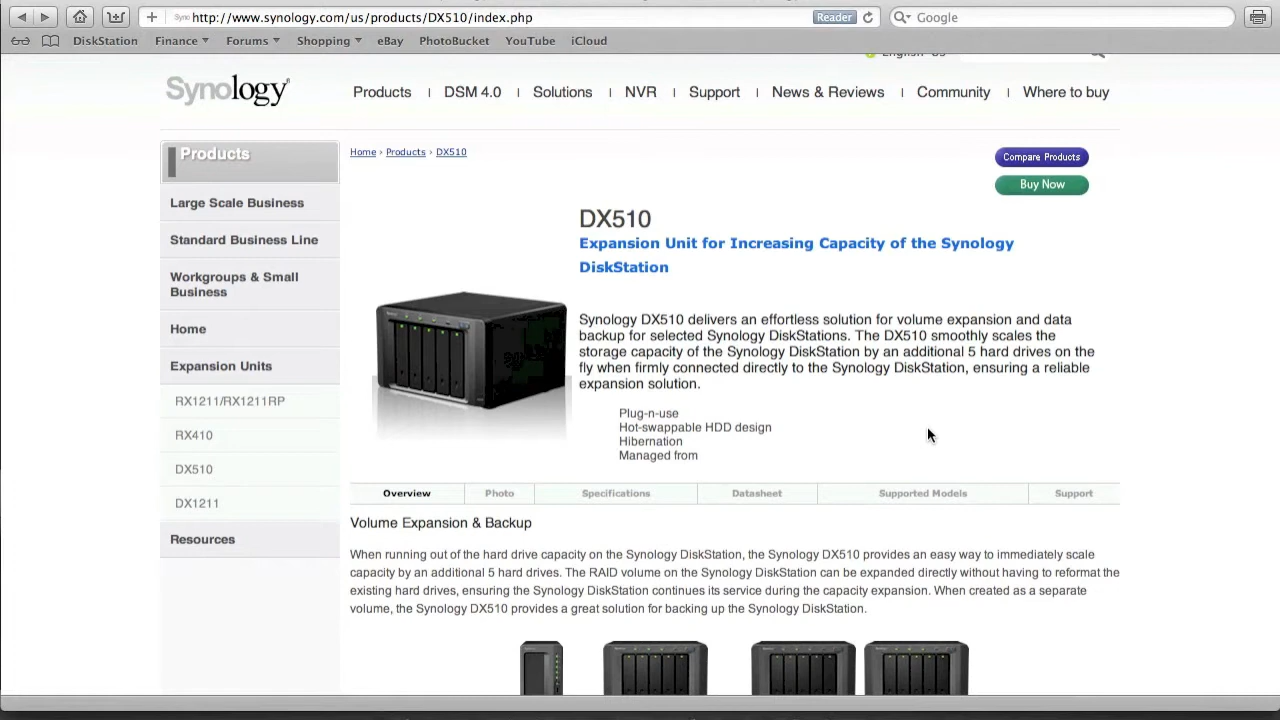 Syno http://www.synology.com/us/products/DX510/index.php Reader Google
DiskStation Finance Forums Shopping eBay PhotoBucket YouTube iCloud
English US
Synology
Products DSM 4.0 Solutions NVR Support News & Reviews Community Where to buy
Products
Home › Products › DX510
Compare Products
Buy Now
Large Scale Business
Standard Business Line
Workgroups & Small
Business
Home
Expansion Units
RX1211/RX1211RP
RX410
DX510
DX1211
Resources
DX510
Expansion Unit for Increasing Capacity of the Synology
DiskStation
Synology DX510 delivers an effortless solution for volume expansion and data
backup for selected Synology DiskStations. The DX510 smoothly scales the
storage capacity of the Synology DiskStation by an additional 5 hard drives on the
fly when firmly connected directly to the Synology DiskStation, ensuring a reliable
expansion solution.
Plug-n-use
Hot-swappable HDD design
Hibernation
Managed from
Overview Photo Specifications Datasheet Supported Models Support
Volume Expansion & Backup
When running out of the hard drive capacity on the Synology DiskStation, the Synology DX510 provides an easy way to immediately scale
capacity by an additional 5 hard drives. The RAID volume on the Synology DiskStation can be expanded directly without having to reformat the
existing hard drives, ensuring the Synology DiskStation continues its service during the capacity expansion. When created as a separate
volume, the Synology DX510 provides a great solution for backing up the Synology DiskStation.